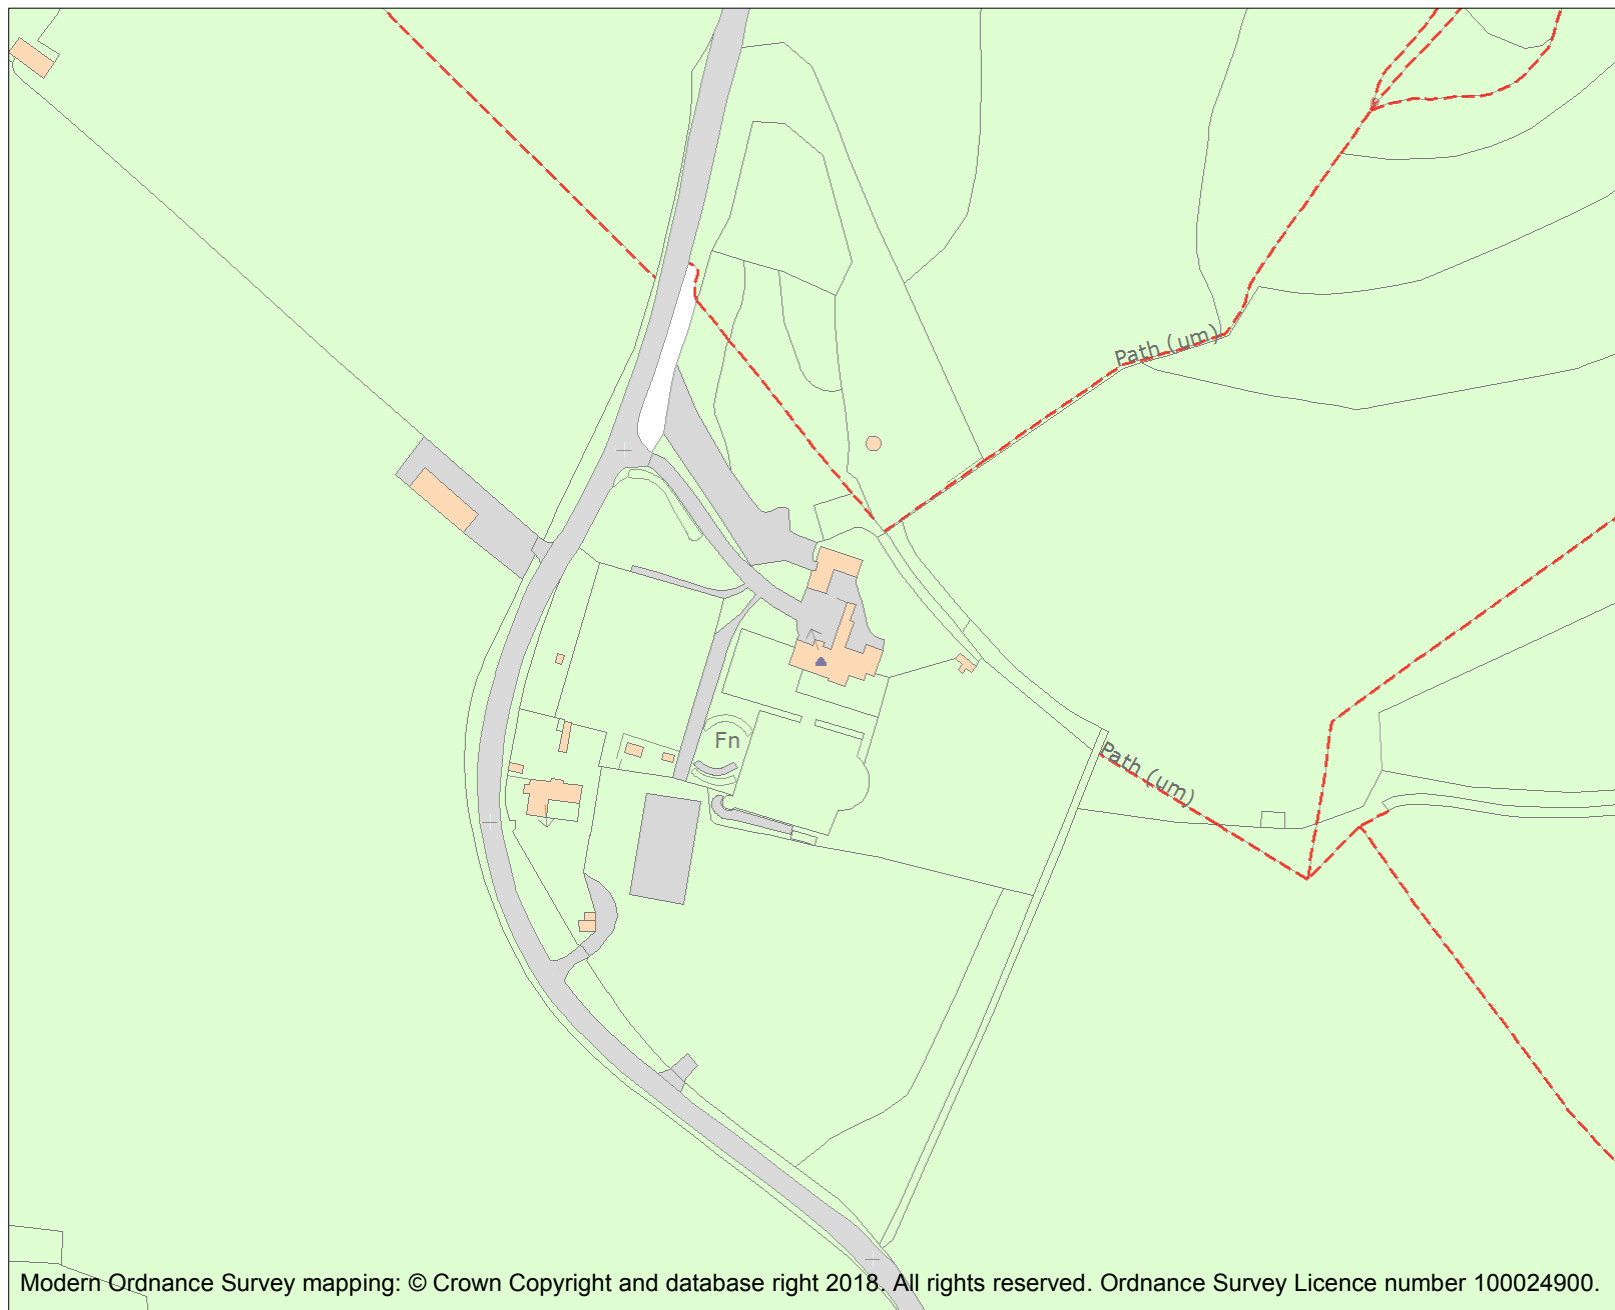 Path (um)
Fn
Path (um)
Modern Ordnance Survey mapping: © Crown Copyright and database right 2018. All rights reserved. Ordnance Survey Licence number 100024900.